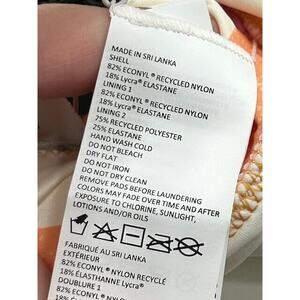 MADE IN SRI LANKA
SHELL
82% ECONYL® RECYCLED NYLON
18% Lycra® ELASTANE
LINING 1
82% ECONYL® RECYCLED NYLON
18% Lycra® ELASTANE
LINING 2
75% RECYCLED POLYESTER
25% ELASTANE
HAND WASH COLD
DO NOT BLEACH
DRY FLAT
DO NOT IRON
DO NOT DRY CLEAN
REMOVE PADS BEFORE LAUNDERING
COLORS MAY FADE OVER TIME AND AFTER
EXPOSURE TO CHLORINE, SUNLIGHT,
LOTIONS AND/OR OILS
FABRIQUÉ AU SRI LANKA
EXTÉRIEUR
82% ECONYL® NYLON RECYCLÉ
18% ÉLASTHANNE Lycra®
DOUBLURE 1
82% ECONYL® NYLON